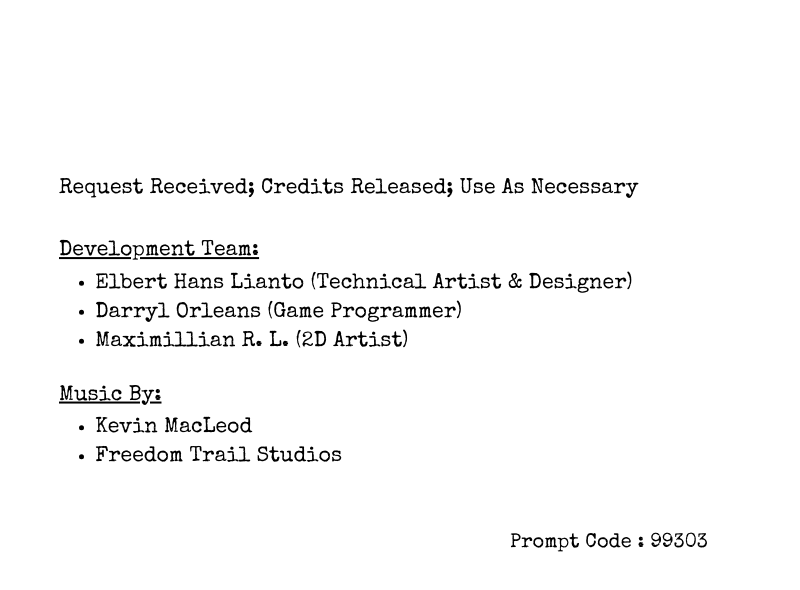 Request Received; Credits Released; Use As Necessary
Development Team:
• Elbert Hans Lianto (Technical Artist & Designer)
• Darryl Orleans (Game Programmer)
• Maximillian R. L. (2D Artist)
Music By:
• Kevin MacLeod
• Freedom Trail Studios
Prompt Code : 99303